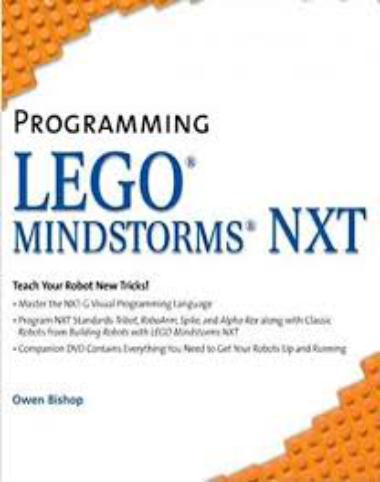 PROGRAMMING
LEGO®
MINDSTORMS® NXT
Teach Your Robot New Tricks!
• Master the NXT-G Visual Programming Language
• Program NXT Standards Tribot, RoboArm, Spike, and Alpha Rex along with Classic
Robots from Building Robots with LEGO Mindstorms NXT
• Companion DVD Contains Everything You Need to Get Your Robots Up and Running
Owen Bishop